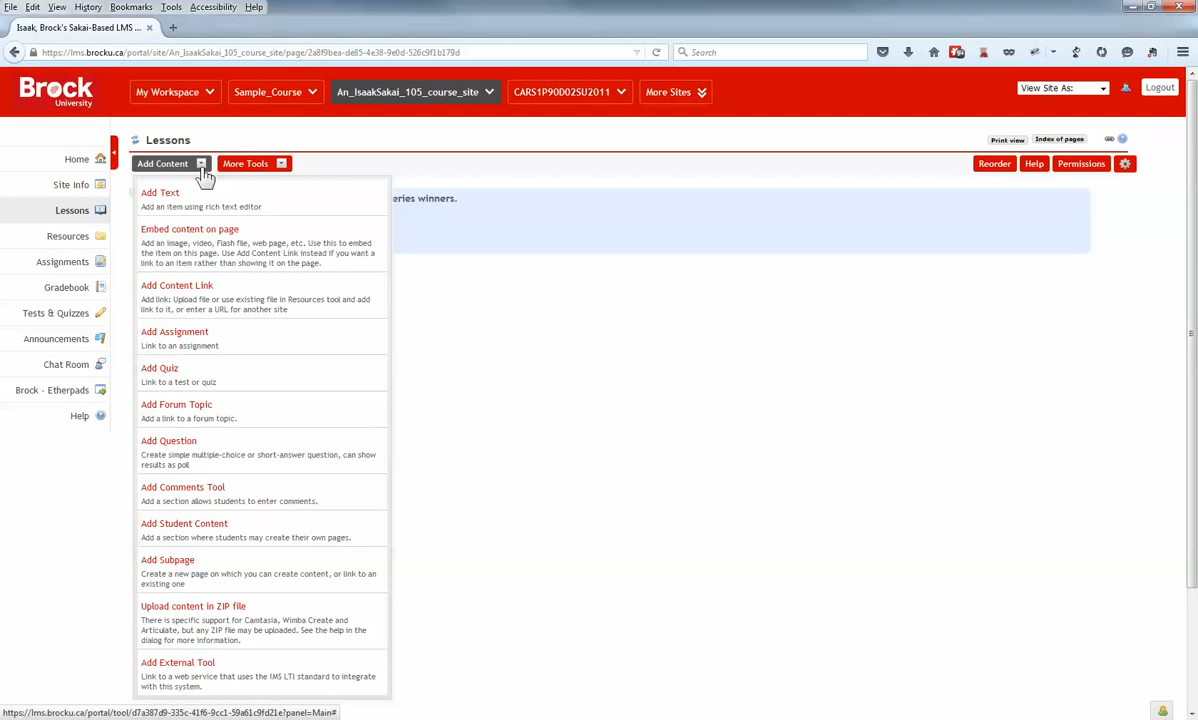 File Edit View History Bookmarks Tools Accessibility Help
Isaak, Brock's Sakai-Based LMS ...
https://lms.brocku.ca/portal/site/An_IsaakSakai_105_course_site/page/2a8f9bea-de85-4e38-9e0d-526c9f1b179d
Search
Brock University
My Workspace
Sample_Course
An_IsaakSakai_105_course_site
CARS1P90D02SU2011
More Sites
View Site As:
Logout
Lessons
Print view
Index of pages
Add Content
More Tools
Reorder
Help
Permissions
Home
Site Info
Lessons
Resources
Assignments
Gradebook
Tests & Quizzes
Announcements
Chat Room
Brock - Etherpads
Help
eries winners.
Add Text
Add an item using rich text editor
Embed content on page
Add an image, video, Flash file, web page, etc. Use this to embed
the item on this page. Use Add Content Link instead if you want a
link to an item rather than showing it on the page.
Add Content Link
Add link: Upload file or use existing file in Resources tool and add
link to it, or enter a URL for another site
Add Assignment
Link to an assignment
Add Quiz
Link to a test or quiz
Add Forum Topic
Add a link to a forum topic.
Add Question
Create simple multiple-choice or short-answer question, can show
results as poll
Add Comments Tool
Add a section allows students to enter comments.
Add Student Content
Add a section where students may create their own pages.
Add Subpage
Create a new page on which you can create content, or link to an
existing one
Upload content in ZIP file
There is specific support for Camtasia, Wimba Create and
Articulate, but any ZIP file may be uploaded. See the help in the
dialog for more information.
Add External Tool
Link to a web service that uses the IMS LTI standard to integrate
with this system.
https://lms.brocku.ca/portal/tool/d7a387d9-335c-41f6-9cc1-59a61c9fd21e?panel=Main#